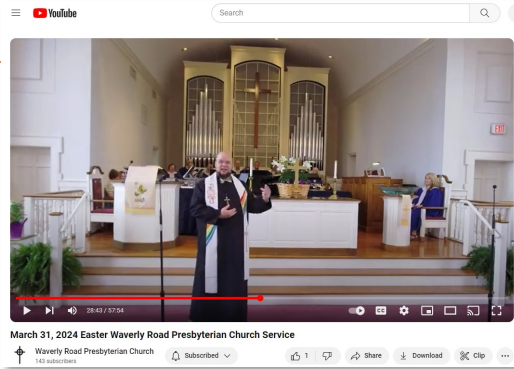 YouTube
Search
EXIT
28:43 / 57:54
CC
March 31, 2024 Easter Waverly Road Presbyterian Church Service
Waverly Road Presbyterian Church
143 subscribers
Subscribed
1
Share
Download
Clip